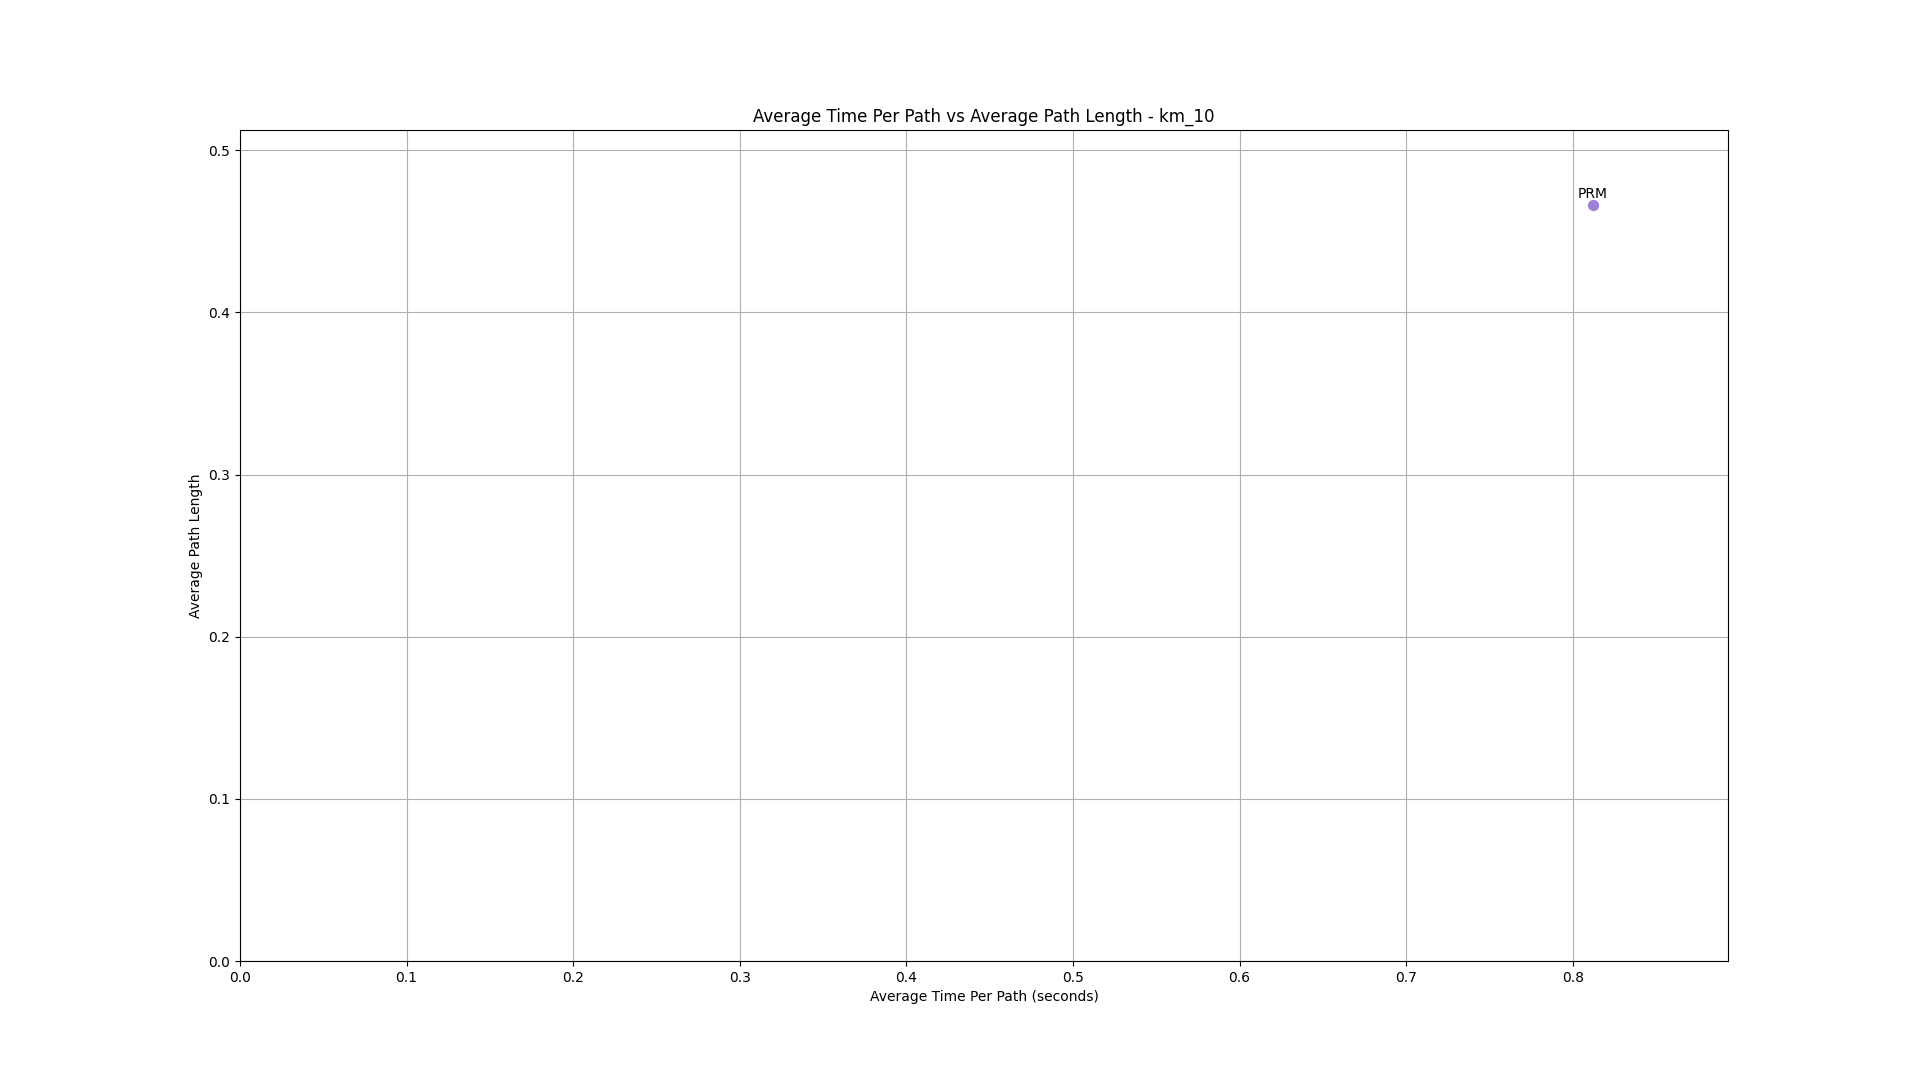 Average Time Per Path vs Average Path Length - km_10
0.5
PRM
0.4
0.3
Average Path Length
0.2
0.1
0.0
0.0 0.1 0.2 0.3 0.4 0.5 0.6 0.7 0.8
Average Time Per Path (seconds)